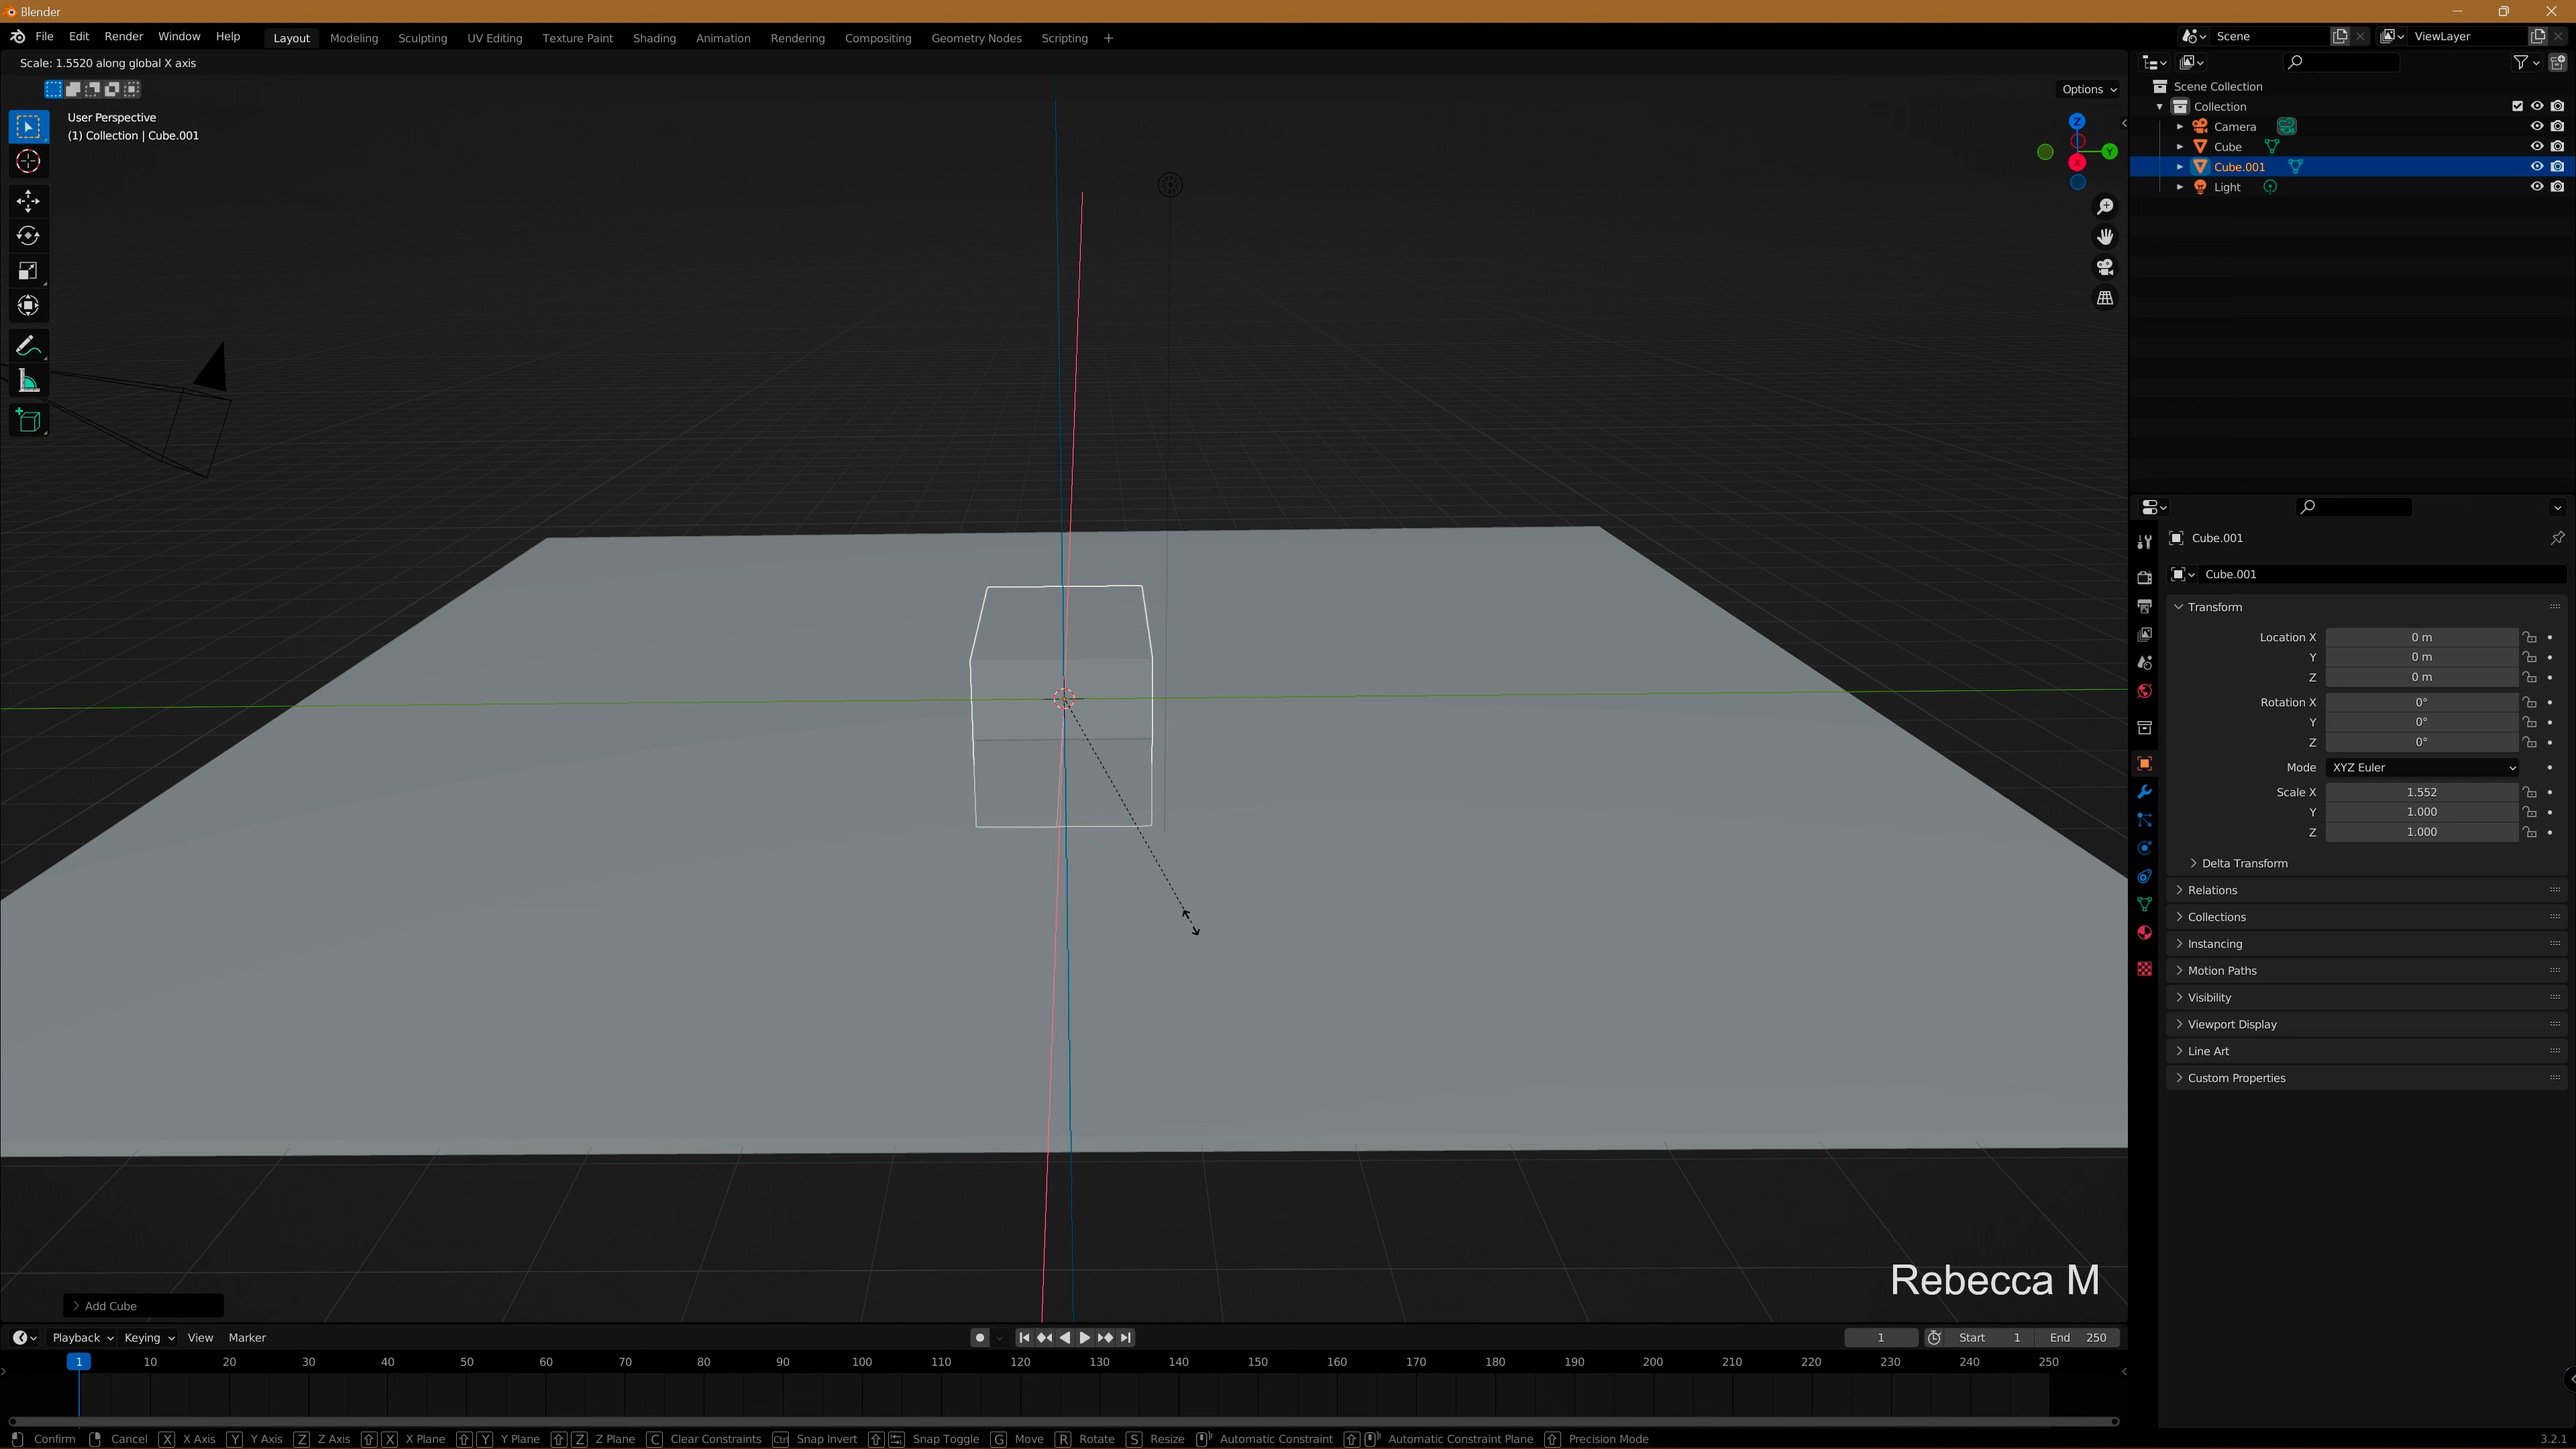 Blender
File Edit Render Window Help Layout Modeling Sculpting UV Editing Texture Paint Shading Animation Rendering Compositing Geometry Nodes Scripting + Scene ViewLayer
Scale: 1.5520 along global X axis
Options
User Perspective
(1) Collection | Cube.001
Z
Y
X
Scene Collection
Collection
Camera
Cube
Cube.001
Light
Cube.001
Cube.001
Transform
Location X 0 m
Y 0 m
Z 0 m
Rotation X 0°
Y 0°
Z 0°
Mode XYZ Euler
Scale X 1.552
Y 1.000
Z 1.000
Delta Transform
Relations
Collections
Instancing
Motion Paths
Visibility
Viewport Display
Line Art
Custom Properties
Rebecca M
Add Cube
Playback Keying View Marker 1 Start 1 End 250
1 10 20 30 40 50 60 70 80 90 100 110 120 130 140 150 160 170 180 190 200 210 220 230 240 250
Confirm Cancel X X Axis Y Y Axis Z Z Axis X X Plane Y Y Plane Z Z Plane C Clear Constraints Ctrl Snap Invert Snap Toggle G Move R Rotate S Resize Automatic Constraint Automatic Constraint Plane Precision Mode 3.2.1